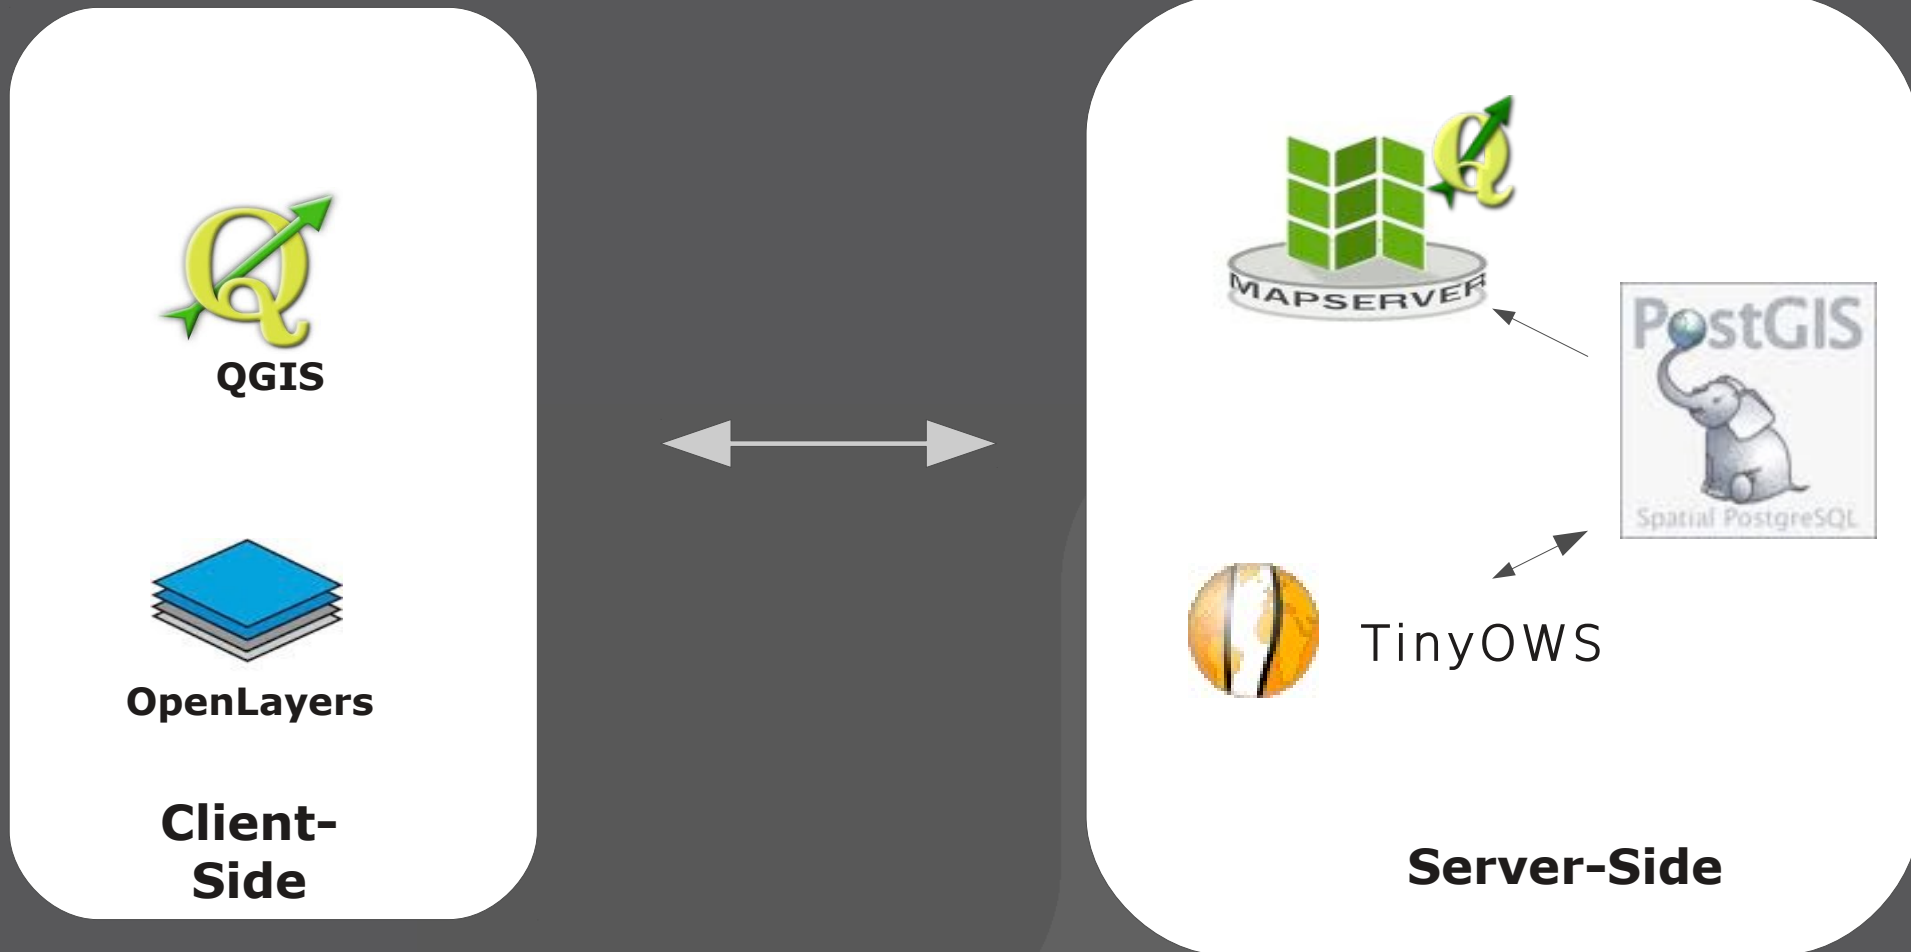 QGIS
OpenLayers
Client-
Side
MAPSERVER
PostGIS
Spatial PostgreSQL
TinyOWS
Server-Side